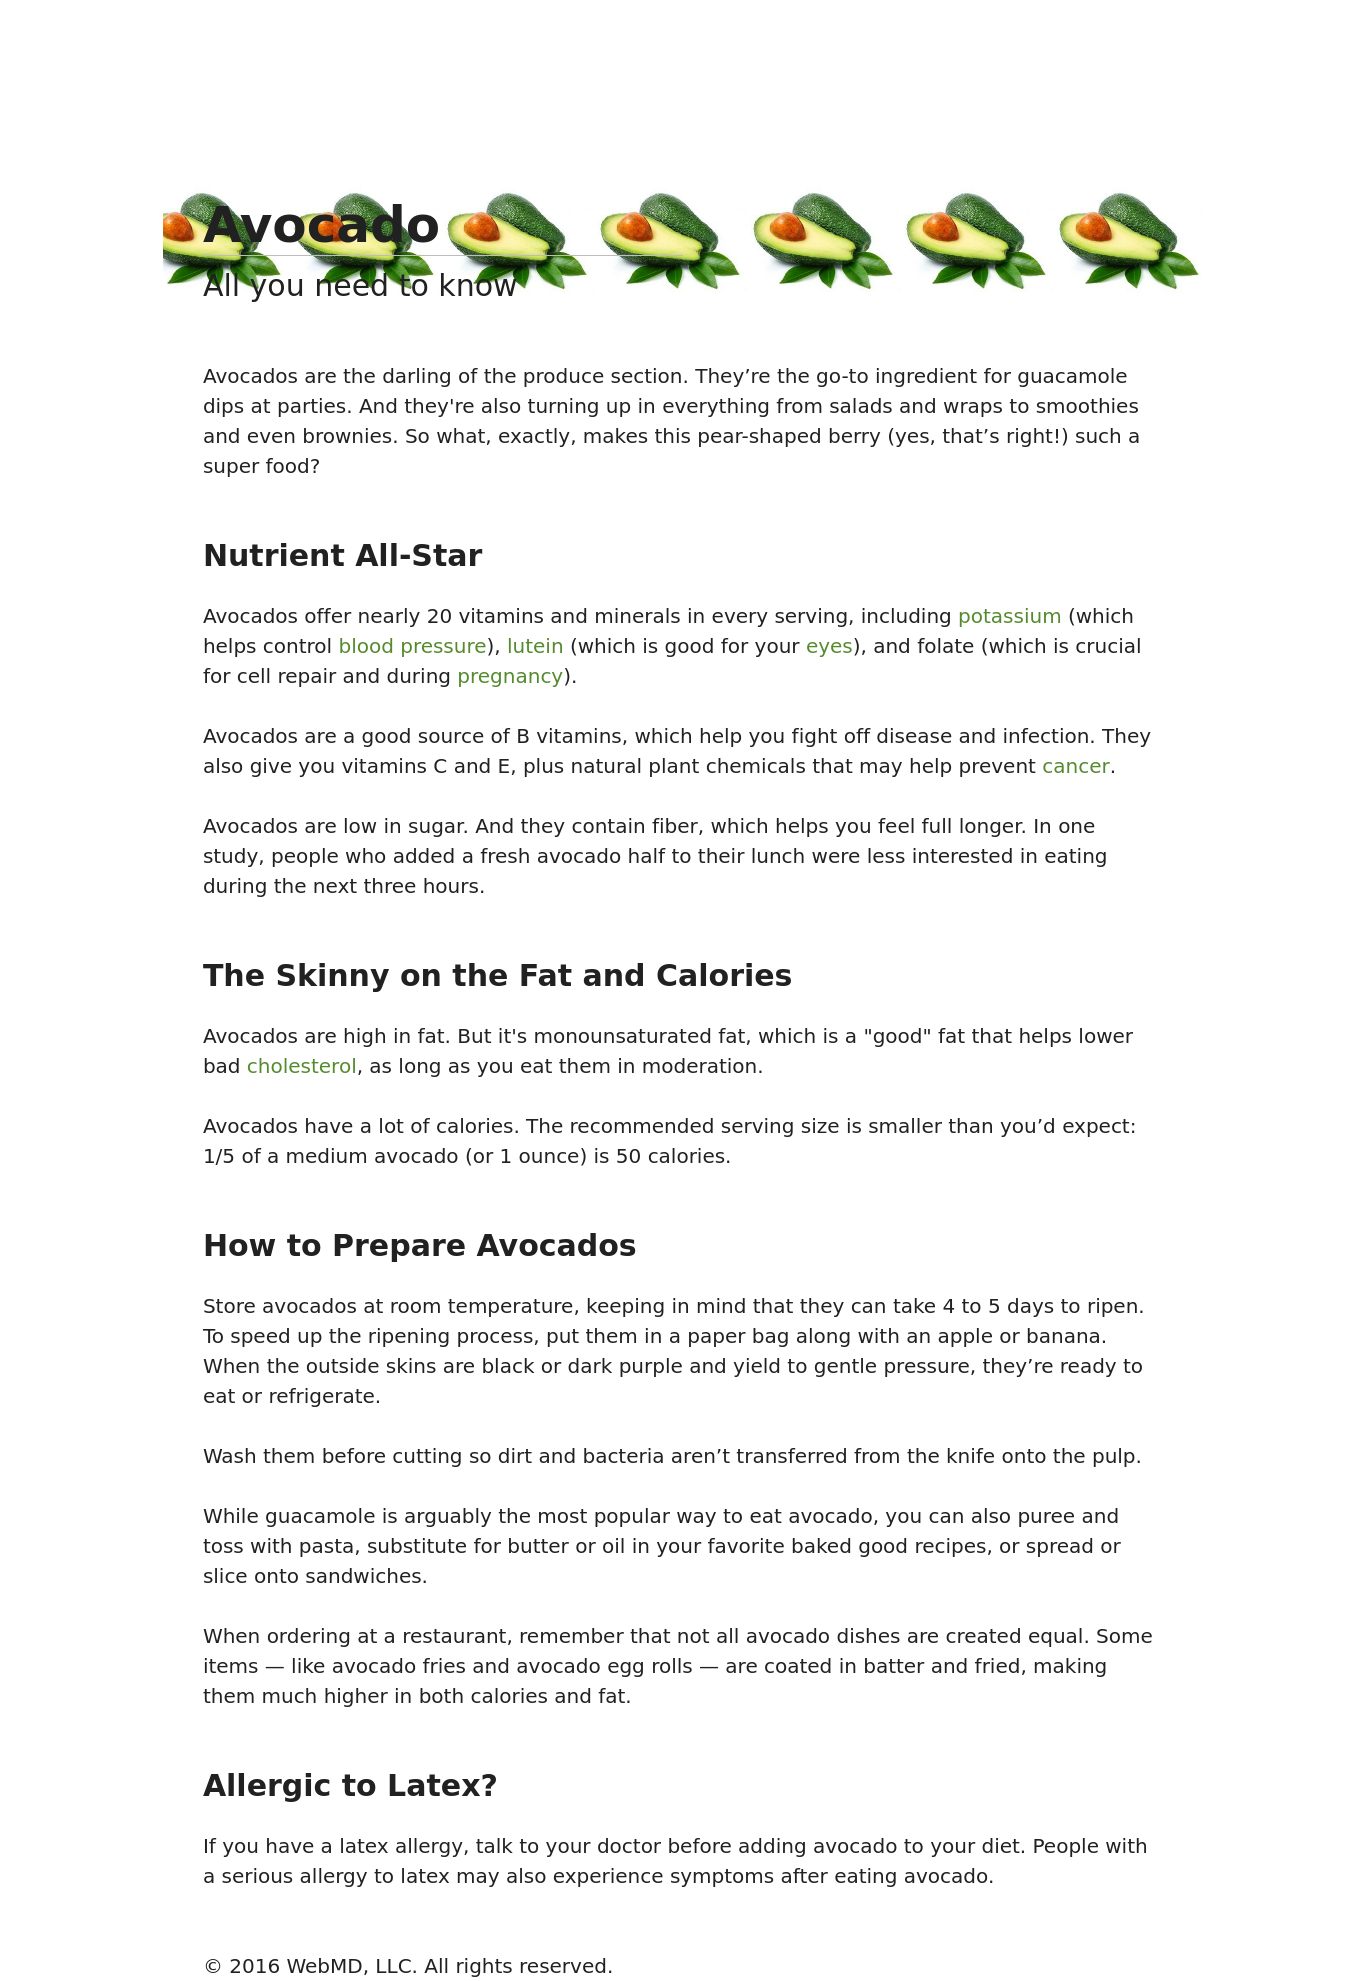 Avocado
All you need to know
Avocados are the darling of the produce section. They’re the go-to ingredient for guacamole
dips at parties. And they're also turning up in everything from salads and wraps to smoothies
and even brownies. So what, exactly, makes this pear-shaped berry (yes, that’s right!) such a
super food?
Nutrient All-Star
Avocados offer nearly 20 vitamins and minerals in every serving, including potassium (which
helps control blood pressure), lutein (which is good for your eyes), and folate (which is crucial
for cell repair and during pregnancy).
Avocados are a good source of B vitamins, which help you fight off disease and infection. They
also give you vitamins C and E, plus natural plant chemicals that may help prevent cancer.
Avocados are low in sugar. And they contain fiber, which helps you feel full longer. In one
study, people who added a fresh avocado half to their lunch were less interested in eating
during the next three hours.
The Skinny on the Fat and Calories
Avocados are high in fat. But it's monounsaturated fat, which is a "good" fat that helps lower
bad cholesterol, as long as you eat them in moderation.
Avocados have a lot of calories. The recommended serving size is smaller than you’d expect:
1/5 of a medium avocado (or 1 ounce) is 50 calories.
How to Prepare Avocados
Store avocados at room temperature, keeping in mind that they can take 4 to 5 days to ripen.
To speed up the ripening process, put them in a paper bag along with an apple or banana.
When the outside skins are black or dark purple and yield to gentle pressure, they’re ready to
eat or refrigerate.
Wash them before cutting so dirt and bacteria aren’t transferred from the knife onto the pulp.
While guacamole is arguably the most popular way to eat avocado, you can also puree and
toss with pasta, substitute for butter or oil in your favorite baked good recipes, or spread or
slice onto sandwiches.
When ordering at a restaurant, remember that not all avocado dishes are created equal. Some
items — like avocado fries and avocado egg rolls — are coated in batter and fried, making
them much higher in both calories and fat.
Allergic to Latex?
If you have a latex allergy, talk to your doctor before adding avocado to your diet. People with
a serious allergy to latex may also experience symptoms after eating avocado.
© 2016 WebMD, LLC. All rights reserved.